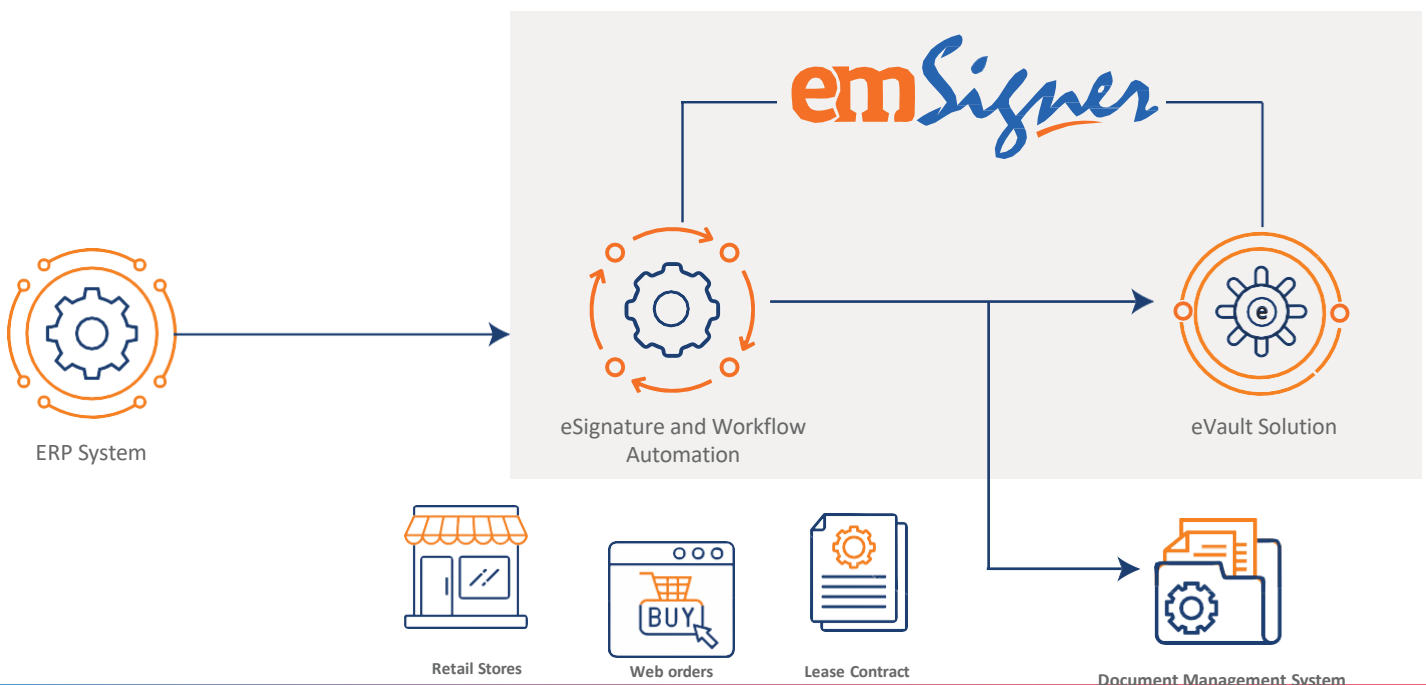 emSigner
e
ERP System
eSignature and Workflow
Automation
eVault Solution
BUY
Retail Stores
Web orders
Lease Contract
Document Management System